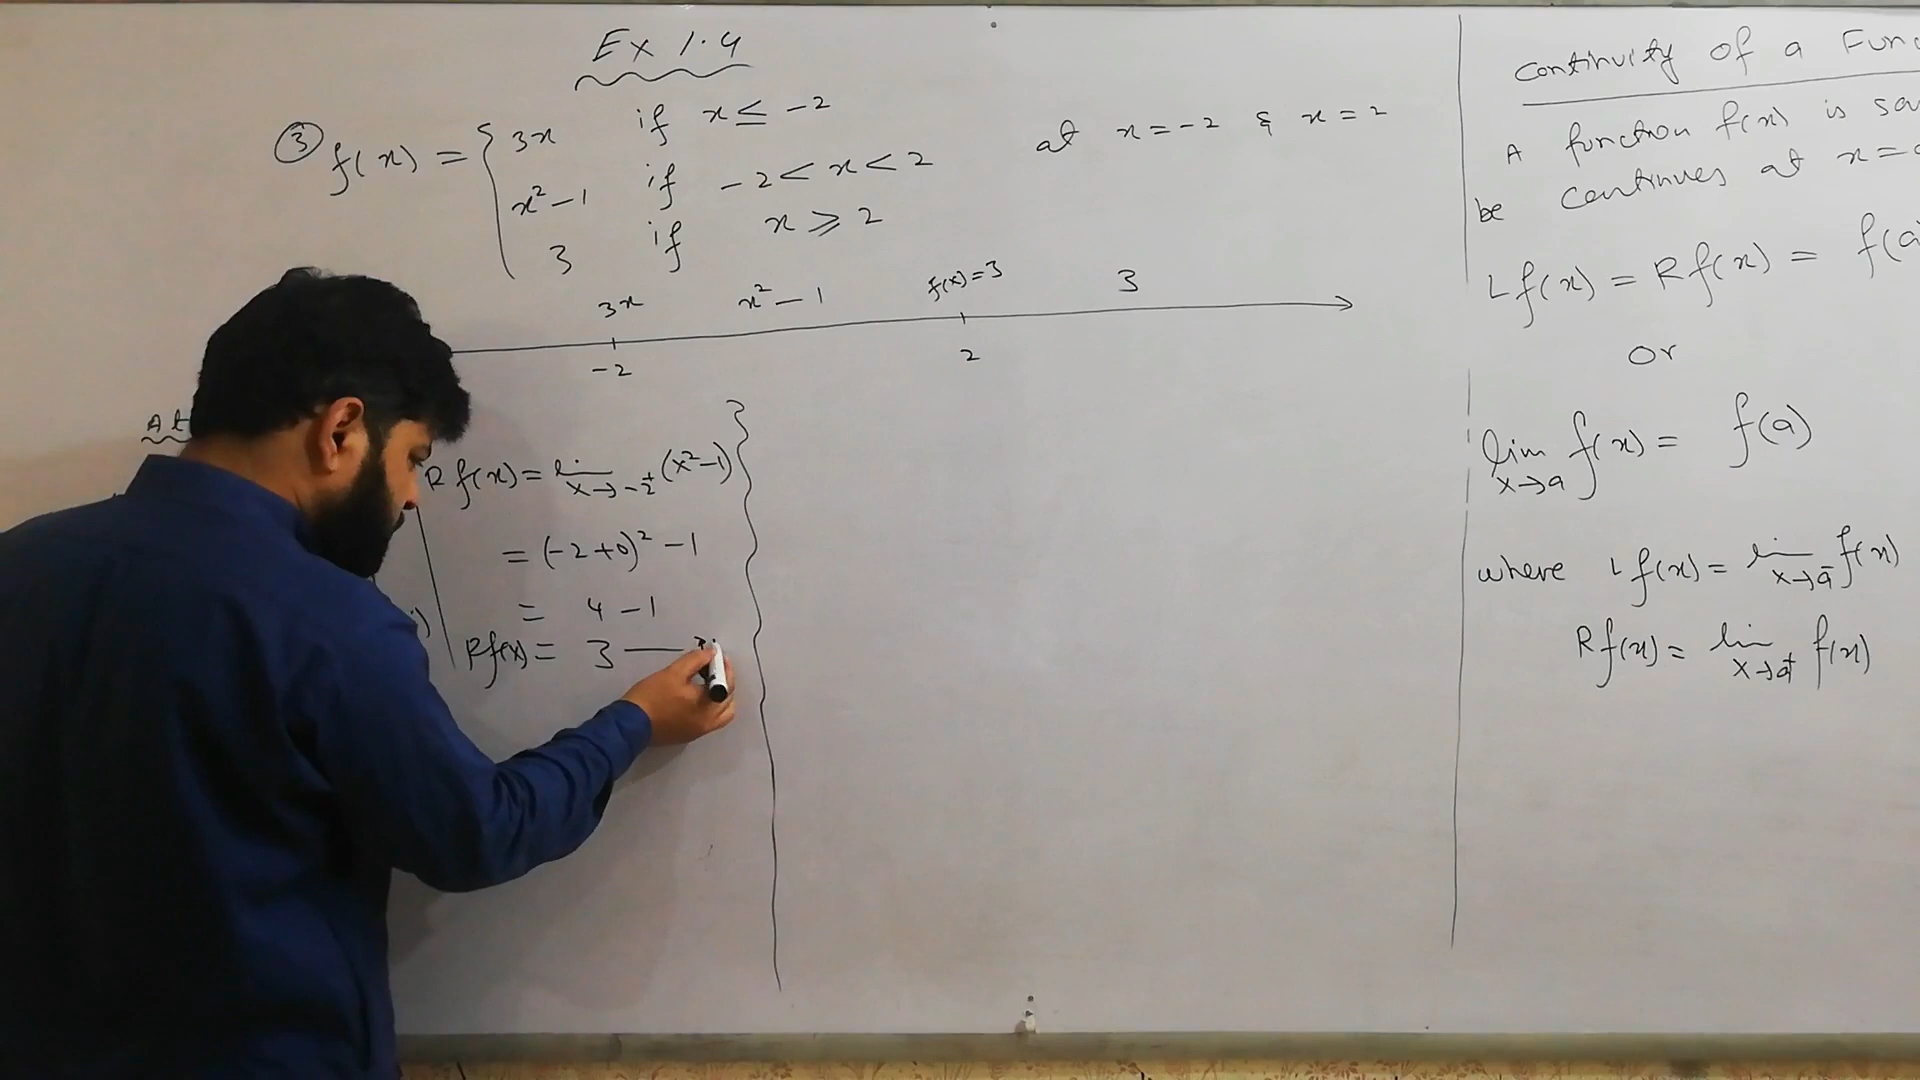 Ex 1.4
③ f(x) = { 3x if x ≤ -2
x² - 1 if -2 < x < 2 at x = -2 & x = 2
3 if x ⩾ 2
3x x² - 1 f(x) = 3 3
-2 2
At
R f(x) = lim x→-2⁺ (x² - 1)
= (-2+0)² - 1
= 4 - 1
Rf(x) = 3 —
Continuity of a
A function f(x) is
be Continues at x =
L f(x) = R f(x) = f(a)
or
lim x→a f(x) = f(a)
where L f(x) = lim x→a⁻ f(x)
R f(x) = lim x→a⁺ f(x)